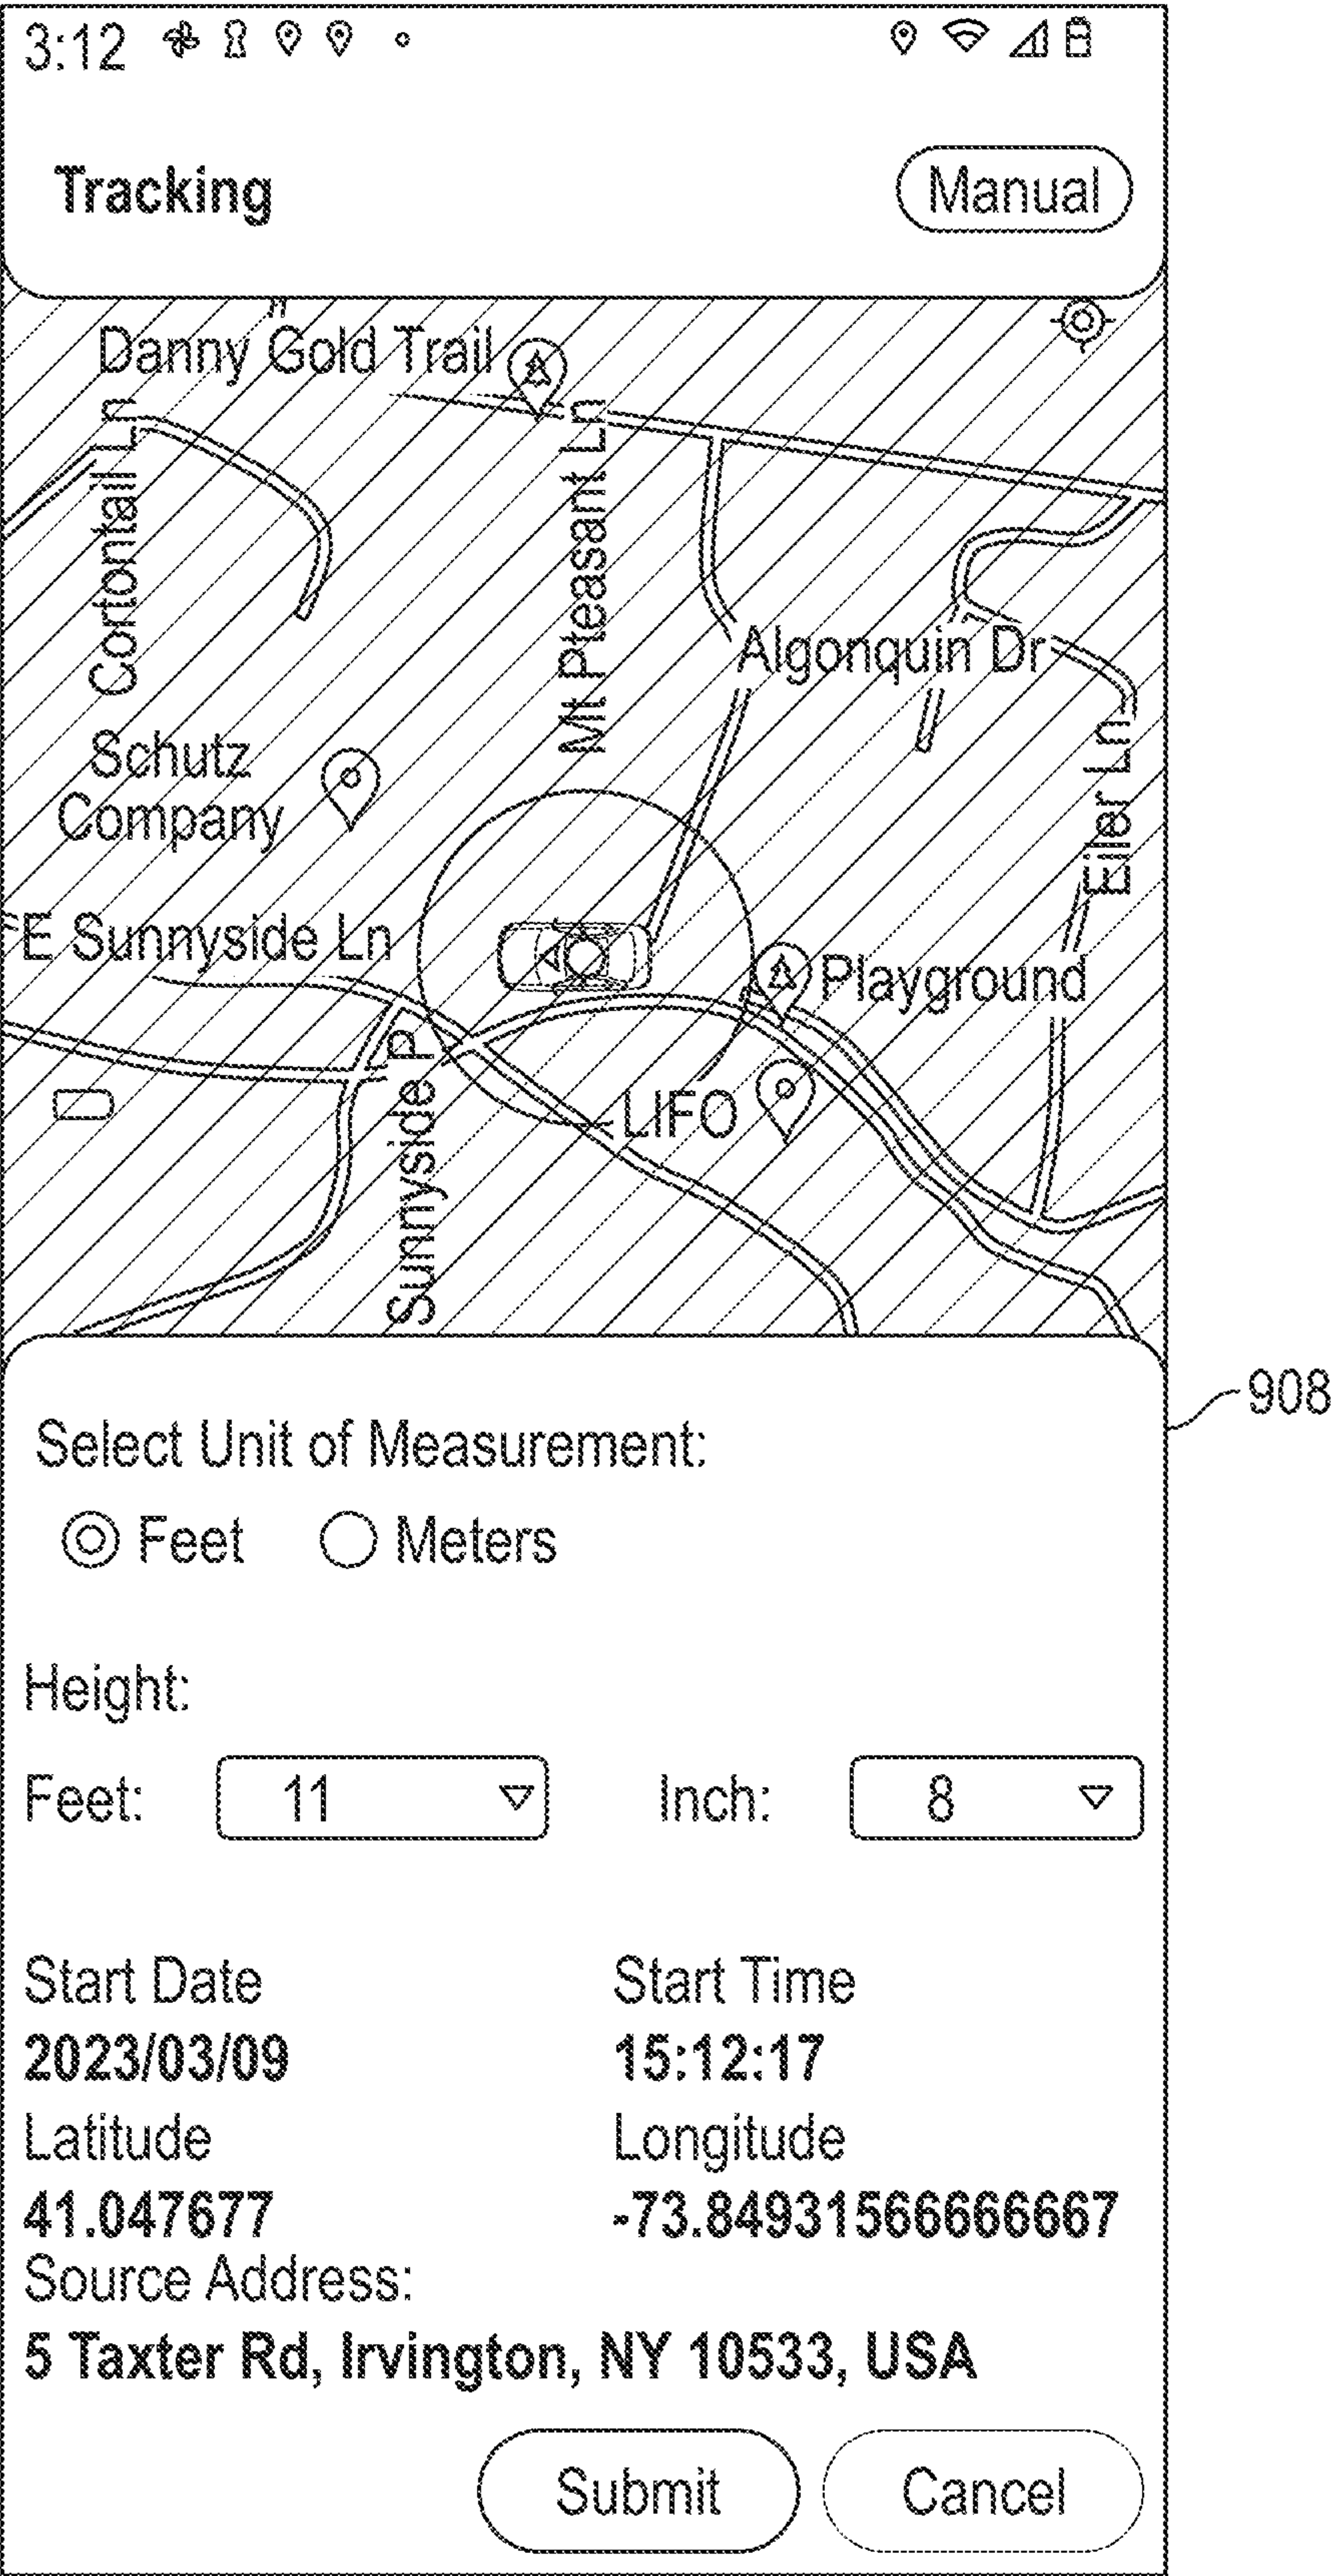 3:12
Tracking
Manual
Danny Gold Trail
Cortontail Ln
Mt Pteasant Ln
Algonquin Dr
Schutz
Company
Eiler Ln
E Sunnyside Ln
Playground
Sunnyside P
LIFO
908
Select Unit of Measurement:
Feet Meters
Height:
Feet: 11 Inch: 8
Start Date Start Time
2023/03/09 15:12:17
Latitude Longitude
41.047677 -73.84931566666667
Source Address:
5 Taxter Rd, Irvington, NY 10533, USA
Submit Cancel